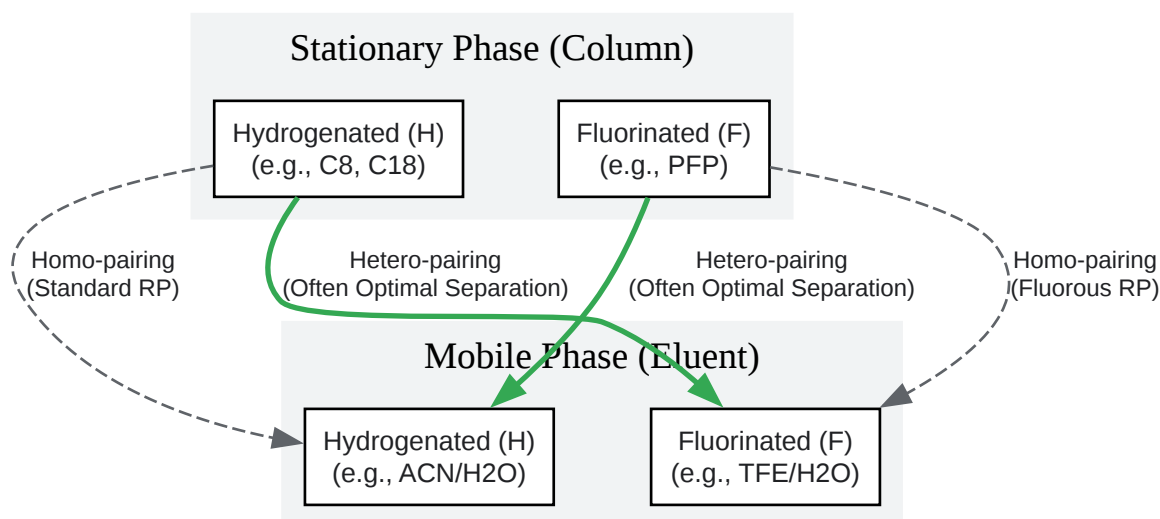 Stationary Phase (Column)
Hydrogenated (H)
(e.g., C8, C18)
Fluorinated (F)
(e.g., PFP)
Homo-pairing
(Standard RP)
Hetero-pairing
(Often Optimal Separation)
Hetero-pairing
(Often Optimal Separation)
Homo-pairing
(Fluorous RP)
Mobile Phase (Eluent)
Hydrogenated (H)
(e.g., ACN/H2O)
Fluorinated (F)
(e.g., TFE/H2O)